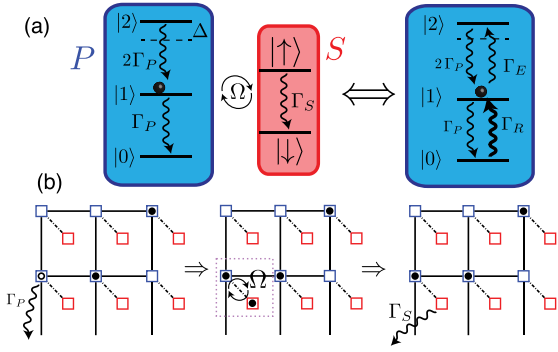 (a)
P
|2⟩
Δ
2Γ_P
|1⟩
Γ_P
|0⟩
Ω
S
|↑⟩
Γ_S
|↓⟩
⟺
|2⟩
2Γ_P
Γ_E
|1⟩
Γ_P
Γ_R
|0⟩
(b)
⇒
⇒
Γ_P
Ω
Γ_S